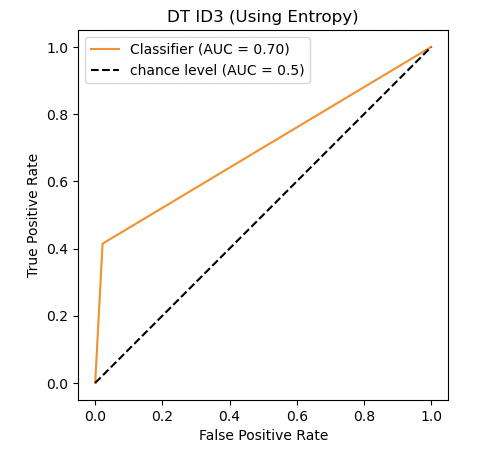 DT ID3 (Using Entropy)
Classifier (AUC = 0.70)
chance level (AUC = 0.5)
True Positive Rate
1.0
0.8
0.6
0.4
0.2
0.0
0.0 0.2 0.4 0.6 0.8 1.0
False Positive Rate